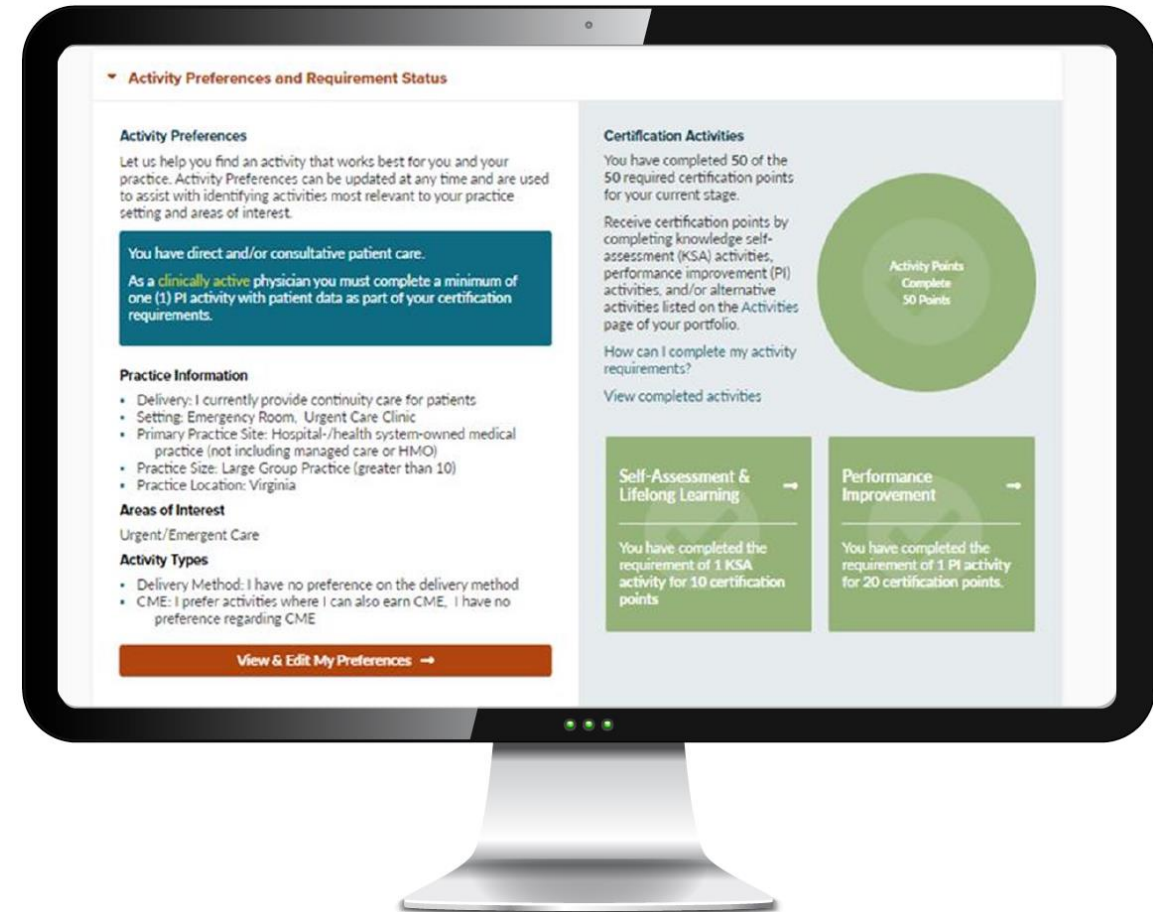 Activity Preferences and Requirement Status
Activity Preferences
Let us help you find an activity that works best for you and your
practice. Activity Preferences can be updated at any time and are used
to assist with identifying activities most relevant to your practice
setting and areas of interest.
You have direct and/or consultative patient care.
As a clinically active physician you must complete a minimum of
one (1) PI activity with patient data as part of your certification
requirements.
Practice Information
• Delivery: I currently provide continuity care for patients
• Setting: Emergency Room, Urgent Care Clinic
• Primary Practice Site: Hospital-/health system-owned medical
practice (not including managed care or HMO)
• Practice Size: Large Group Practice (greater than 10)
• Practice Location: Virginia
Areas of Interest
Urgent/Emergent Care
Activity Types
• Delivery Method: I have no preference on the delivery method
• CME: I prefer activities where I can also earn CME, I have no
preference regarding CME
View & Edit My Preferences →
Certification Activities
You have completed 50 of the
50 required certification points
for your current stage.
Receive certification points by
completing knowledge self-
assessment (KSA) activities,
performance improvement (PI)
activities, and/or alternative
activities listed on the Activities
page of your portfolio.
How can I complete my activity
requirements?
View completed activities
Activity Points
Complete
50 Points
Self-Assessment & →
Lifelong Learning
You have completed the
requirement of 1 KSA
activity for 10 certification
points
Performance →
Improvement
You have completed the
requirement of 1 PI activity
for 20 certification points.